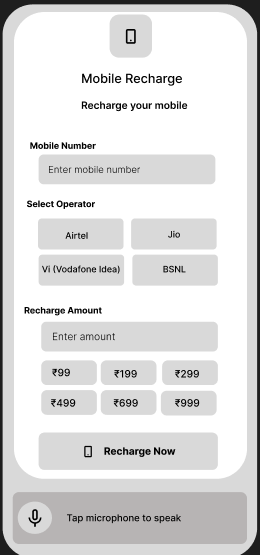 Mobile Recharge
Recharge your mobile
Mobile Number
Enter mobile number
Select Operator
Airtel
Jio
Vi (Vodafone Idea)
BSNL
Recharge Amount
Enter amount
₹99
₹199
₹299
₹499
₹699
₹999
Recharge Now
Tap microphone to speak